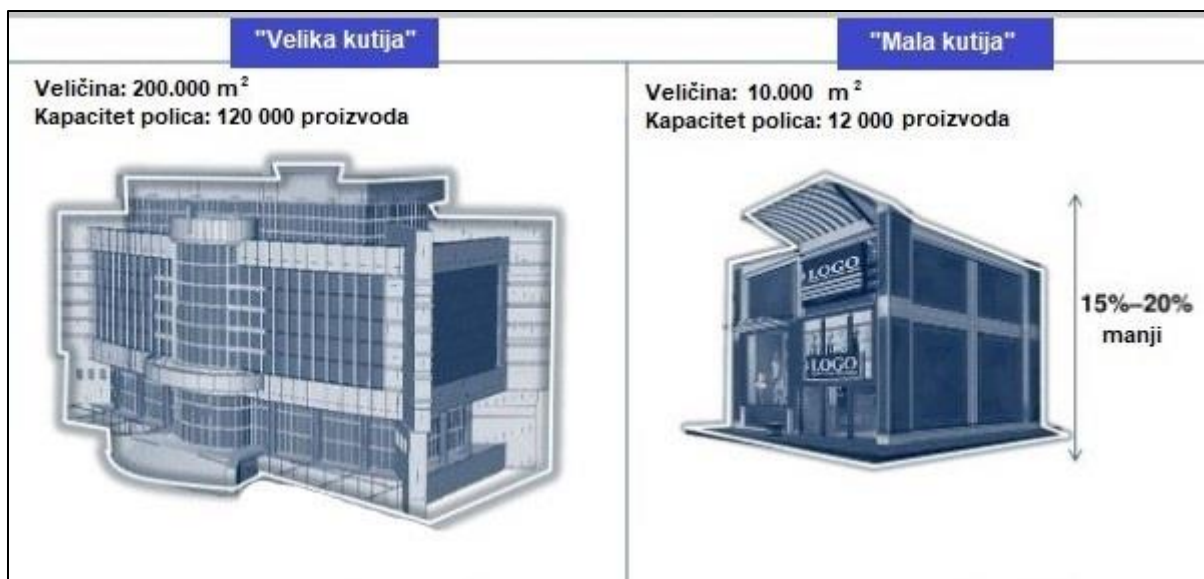 "Velika kutija"
Veličina: 200.000 m²
Kapacitet polica: 120 000 proizvoda
"Mala kutija"
Veličina: 10.000 m²
Kapacitet polica: 12 000 proizvoda
LOGO
LOGO
15%–20%
manji